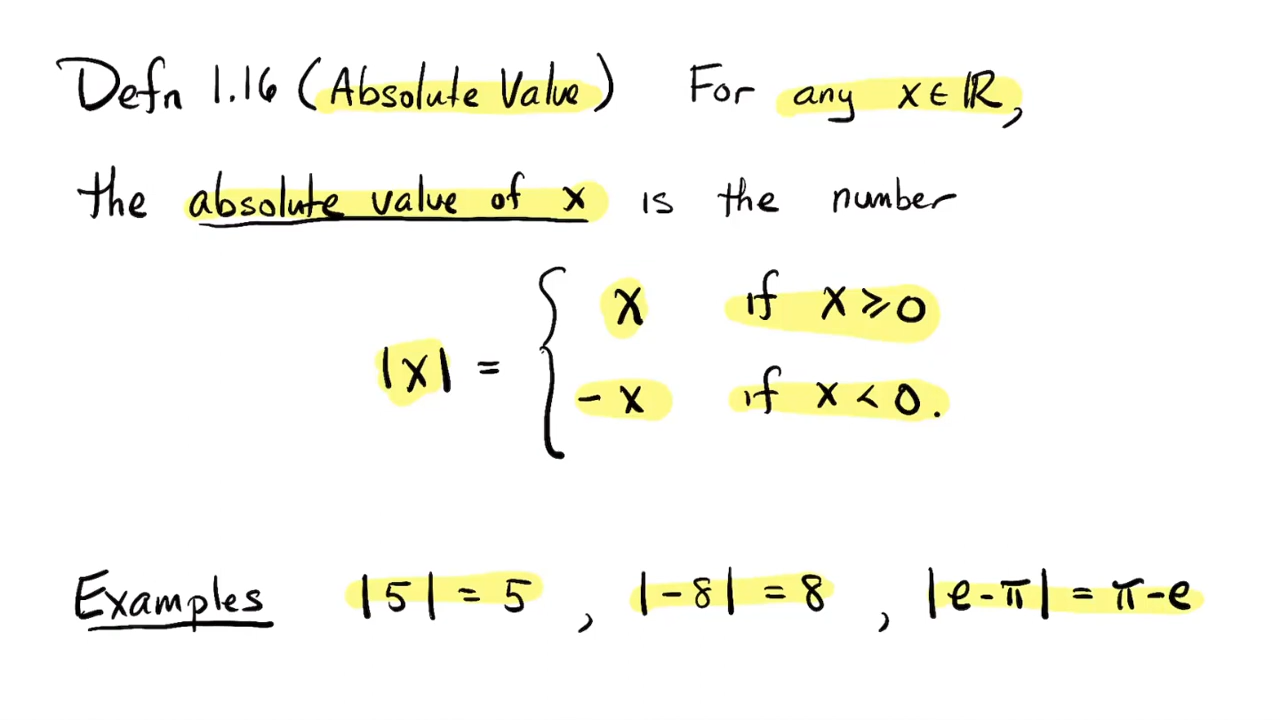 Defn 1.16 (Absolute Value) For any x ∈ ℝ,
the absolute value of x is the number
|x| = { x if x ⩾ 0
-x if x < 0.
Examples |5| = 5 , |-8| = 8 , |e-π| = π-e